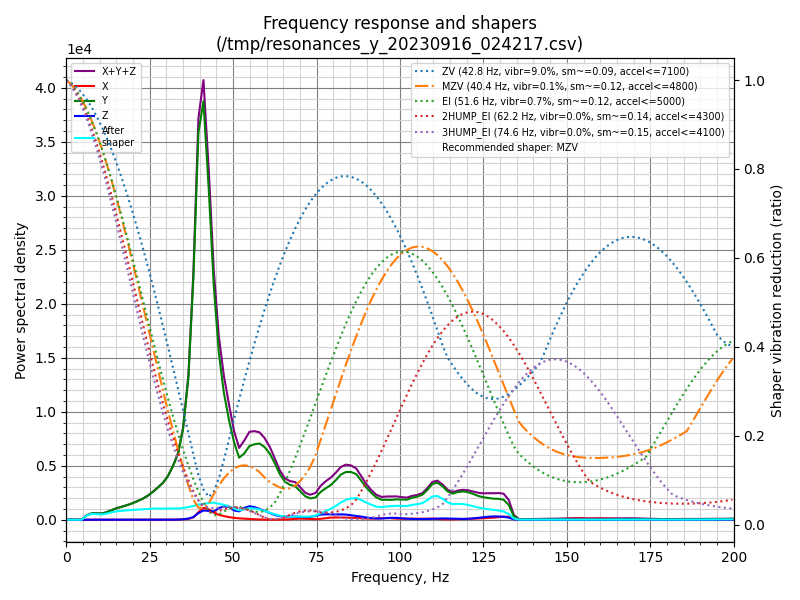 Frequency response and shapers
(/tmp/resonances_y_20230916_024217.csv)
1e4
X+Y+Z
X
Y
Z
After
shaper
ZV (42.8 Hz, vibr=9.0%, sm~=0.09, accel<=7100)
MZV (40.4 Hz, vibr=0.1%, sm~=0.12, accel<=4800)
EI (51.6 Hz, vibr=0.7%, sm~=0.12, accel<=5000)
2HUMP_EI (62.2 Hz, vibr=0.0%, sm~=0.14, accel<=4300)
3HUMP_EI (74.6 Hz, vibr=0.0%, sm~=0.15, accel<=4100)
Recommended shaper: MZV
4.0
3.5
3.0
2.5
2.0
1.5
1.0
0.5
0.0
Power spectral density
1.0
0.8
0.6
0.4
0.2
0.0
Shaper vibration reduction (ratio)
0 25 50 75 100 125 150 175 200
Frequency, Hz